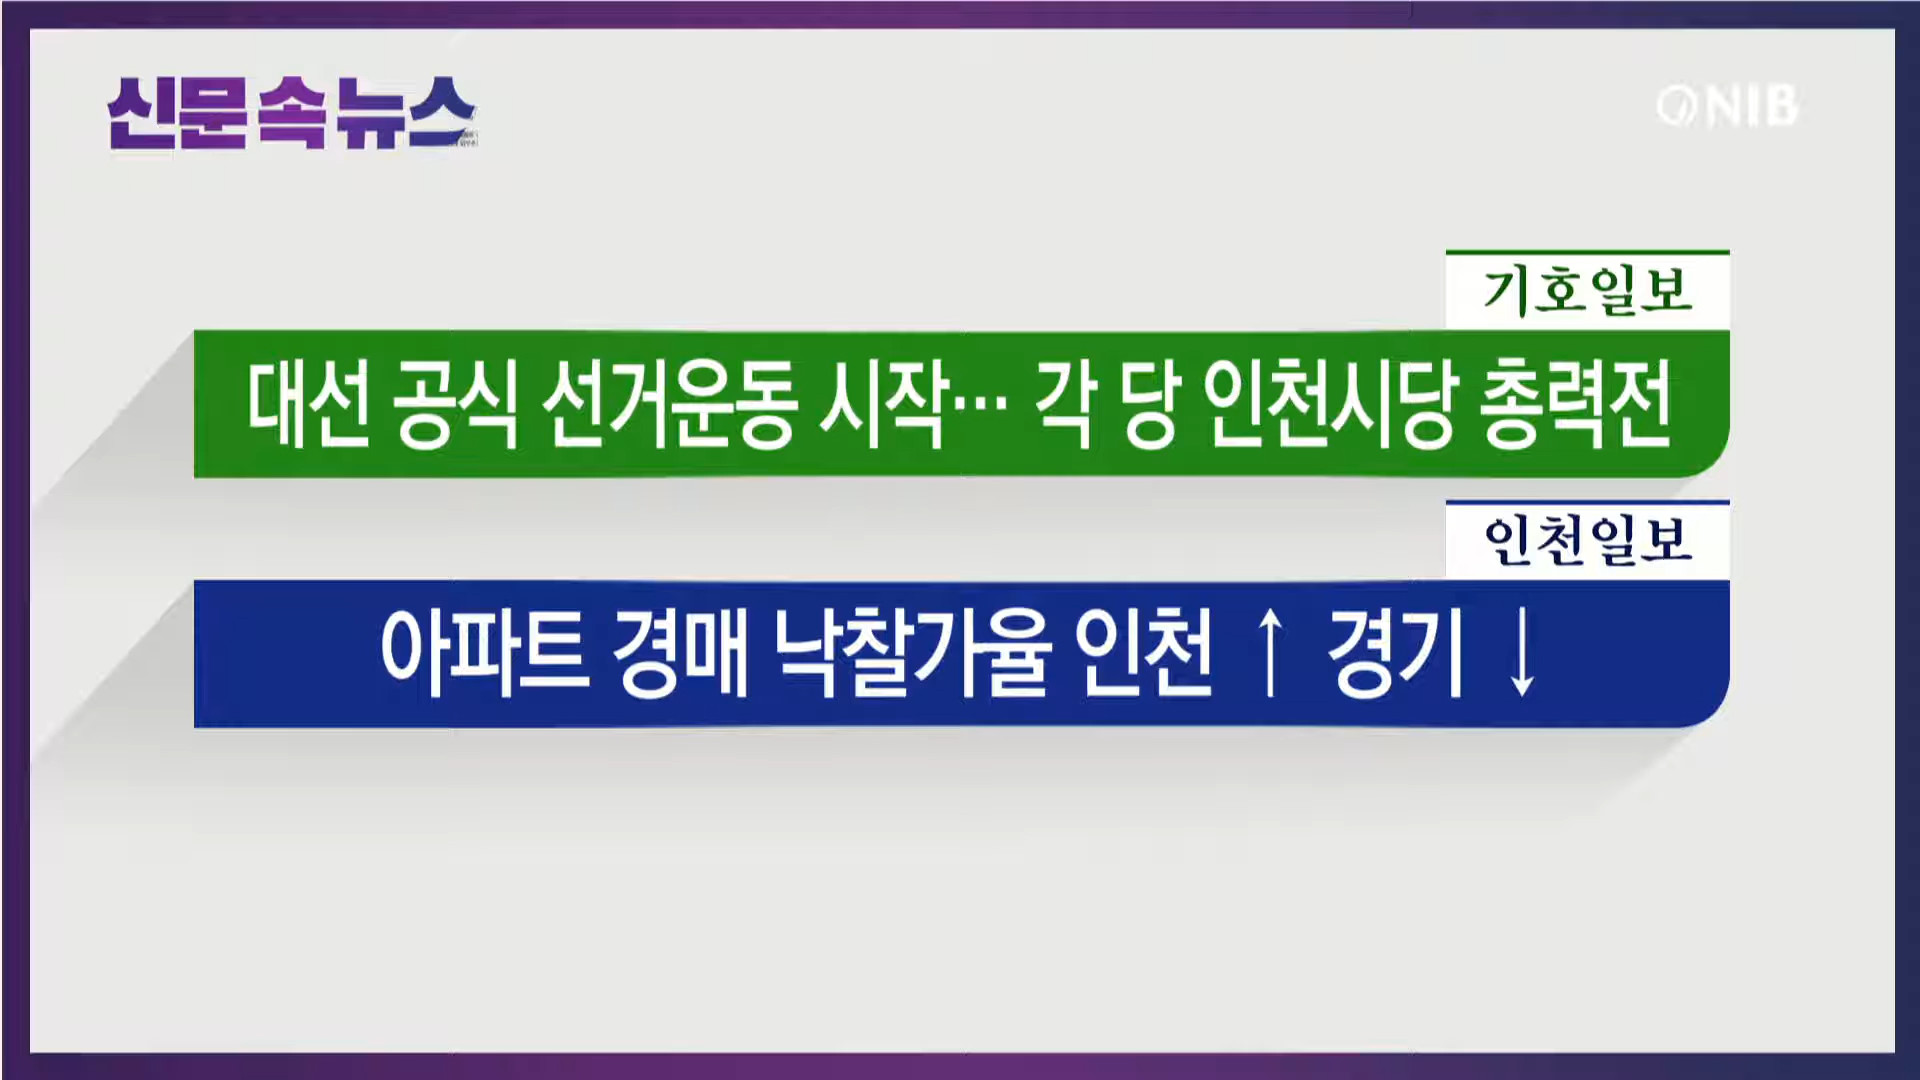 신문 속 뉴스
NIB
기호일보
대선 공식 선거운동 시작… 각 당 인천시당 총력전
인천일보
아파트 경매 낙찰가율 인천 ↑ 경기 ↓